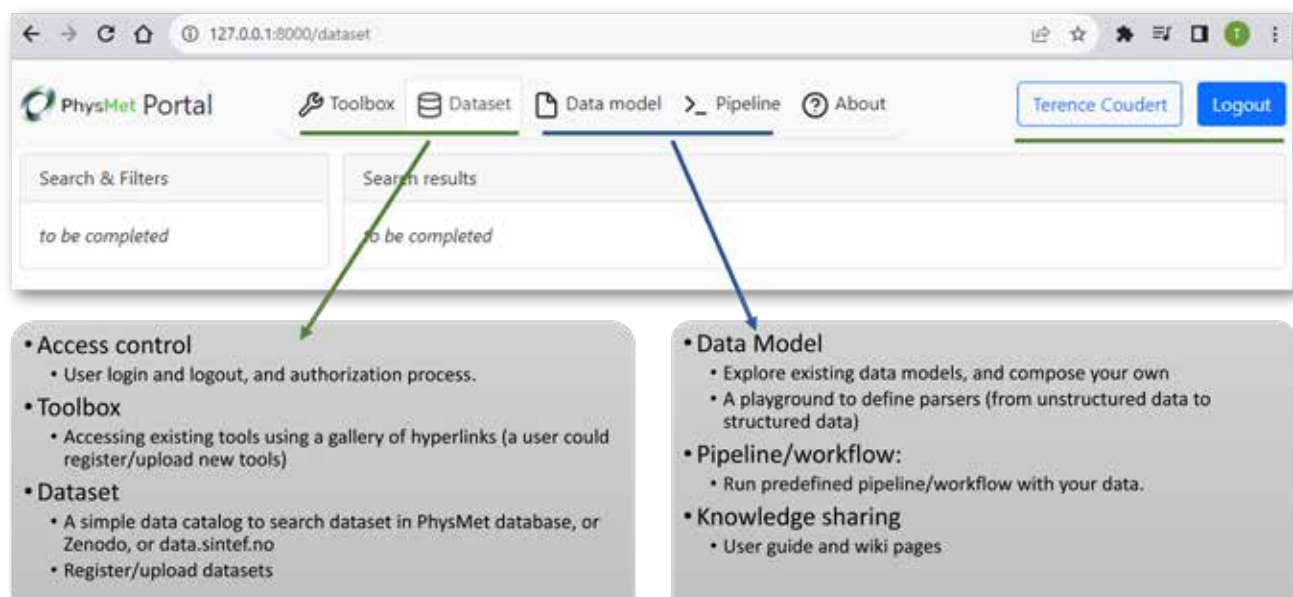 127.0.0.1:8000/dataset
T
PhysMet Portal
Toolbox
Dataset
Data model
>_ Pipeline
About
Terence Coudert
Logout
Search & Filters
Search results
to be completed
to be completed
• Access control
• User login and logout, and authorization process.
• Toolbox
• Accessing existing tools using a gallery of hyperlinks (a user could
register/upload new tools)
• Dataset
• A simple data catalog to search dataset in PhysMet database, or
Zenodo, or data.sintef.no
• Register/upload datasets
• Data Model
• Explore existing data models, and compose your own
• A playground to define parsers (from unstructured data to
structured data)
• Pipeline/workflow:
• Run predefined pipeline/workflow with your data.
• Knowledge sharing
• User guide and wiki pages